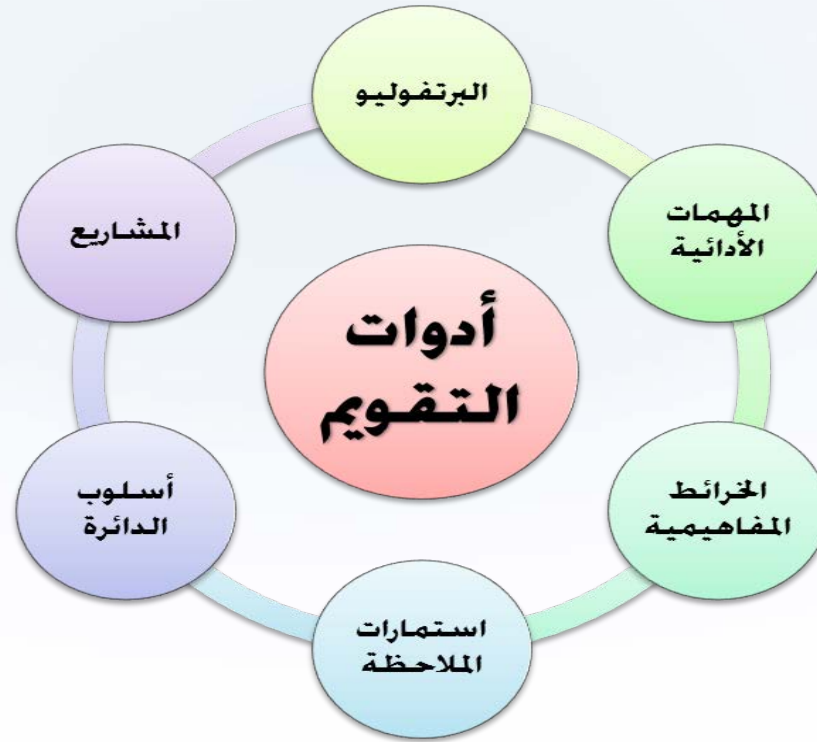 البرتفوليو
المهمات
الأدائية
المشاريع
أدوات
التقويم
الخرائط
المفاهيمية
أسلوب
الدائرة
استمارات
الملاحظة